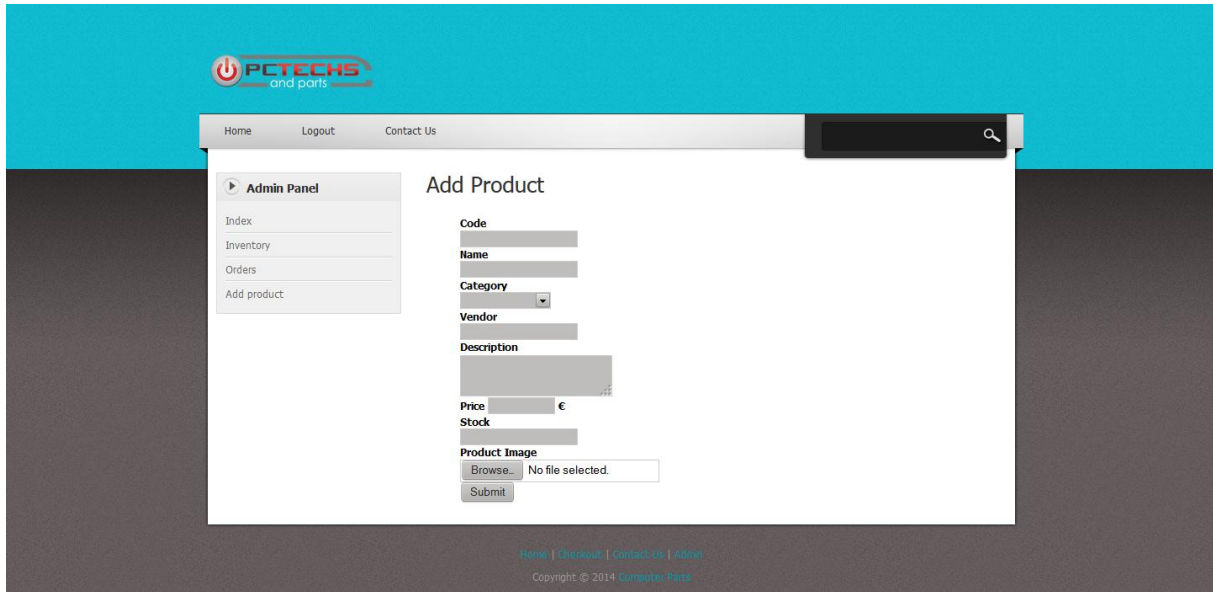 PCTECHS
and parts
Home Logout Contact Us
Admin Panel
Index
Inventory
Orders
Add product
Add Product
Code
Name
Category
Vendor
Description
Price €
Stock
Product Image
Browse... No file selected.
Submit
Home | Checkout | Contact Us | Admin
Copyright © 2014 Computer Parts